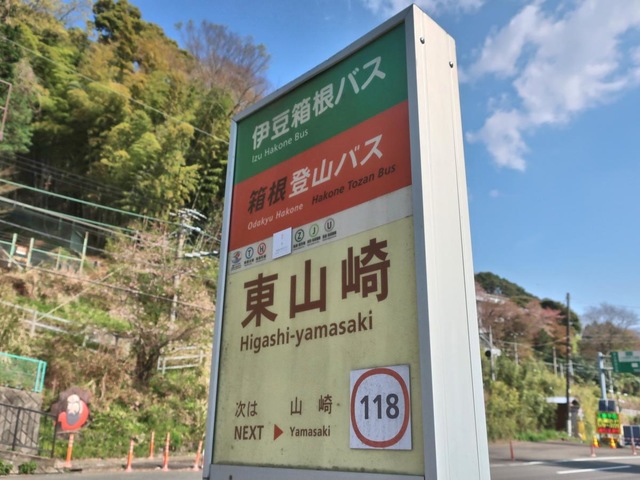 伊豆箱根バス
Izu Hakone Bus
箱根登山バス
Odakyu Hakone Hakone Tozan Bus
T H Z J U
東山崎
Higashi-yamasaki
次は 山崎
NEXT Yamasaki
118